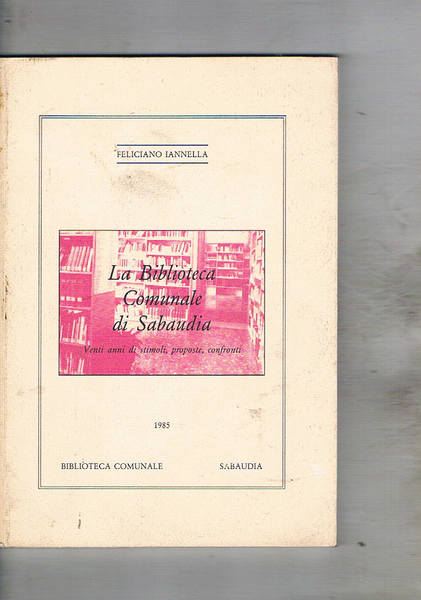 FELICIANO IANNELLA
La Biblioteca
Comunale
di Sabaudia
Venti anni di stimoli, proposte, confronti
1985
BIBLIOTECA COMUNALE SABAUDIA